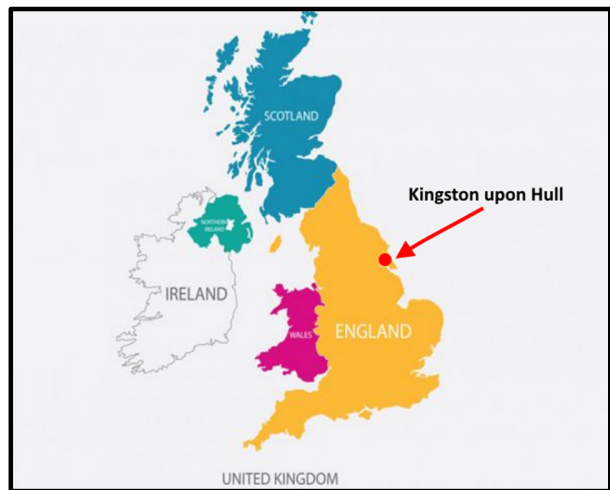 SCOTLAND
Kingston upon Hull
NORTHERN
IRELAND
IRELAND
WALES
ENGLAND
UNITED KINGDOM